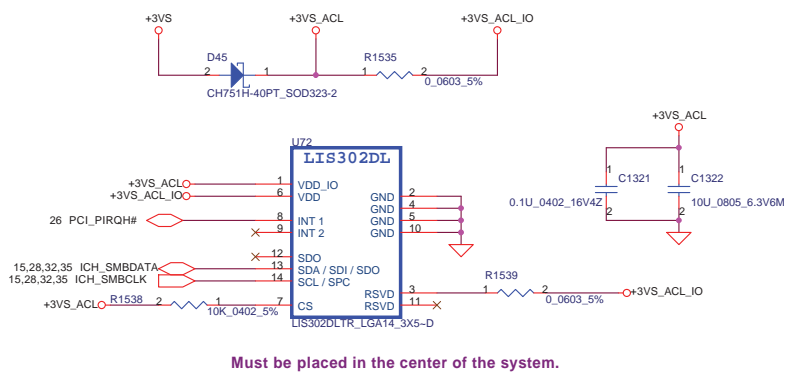 +3VS +3VS_ACL +3VS_ACL_IO
D45 R1535
2 1 1 2
CH751H-40PT_SOD323-2 0_0603_5%
+3VS_ACL
U72
LIS302DL
+3VS_ACL 1 VDD_IO
+3VS_ACL_IO 6 VDD
GND 2
GND 4
GND 5
GND 10
26 PCI_PIRQH# 8 INT 1
9 INT 2
12 SDO
15,28,32,35 ICH_SMBDATA 13 SDA / SDI / SDO
15,28,32,35 ICH_SMBCLK 14 SCL / SPC
+3VS_ACL R1538 2 1 7 CS
10K_0402_5%
RSVD 3
RSVD 11
R1539
1 2 +3VS_ACL_IO
0_0603_5%
LIS302DLTR_LGA14_3X5~D
1 C1321 1 C1322
0.1U_0402_16V4Z 10U_0805_6.3V6M
2 2
Must be placed in the center of the system.